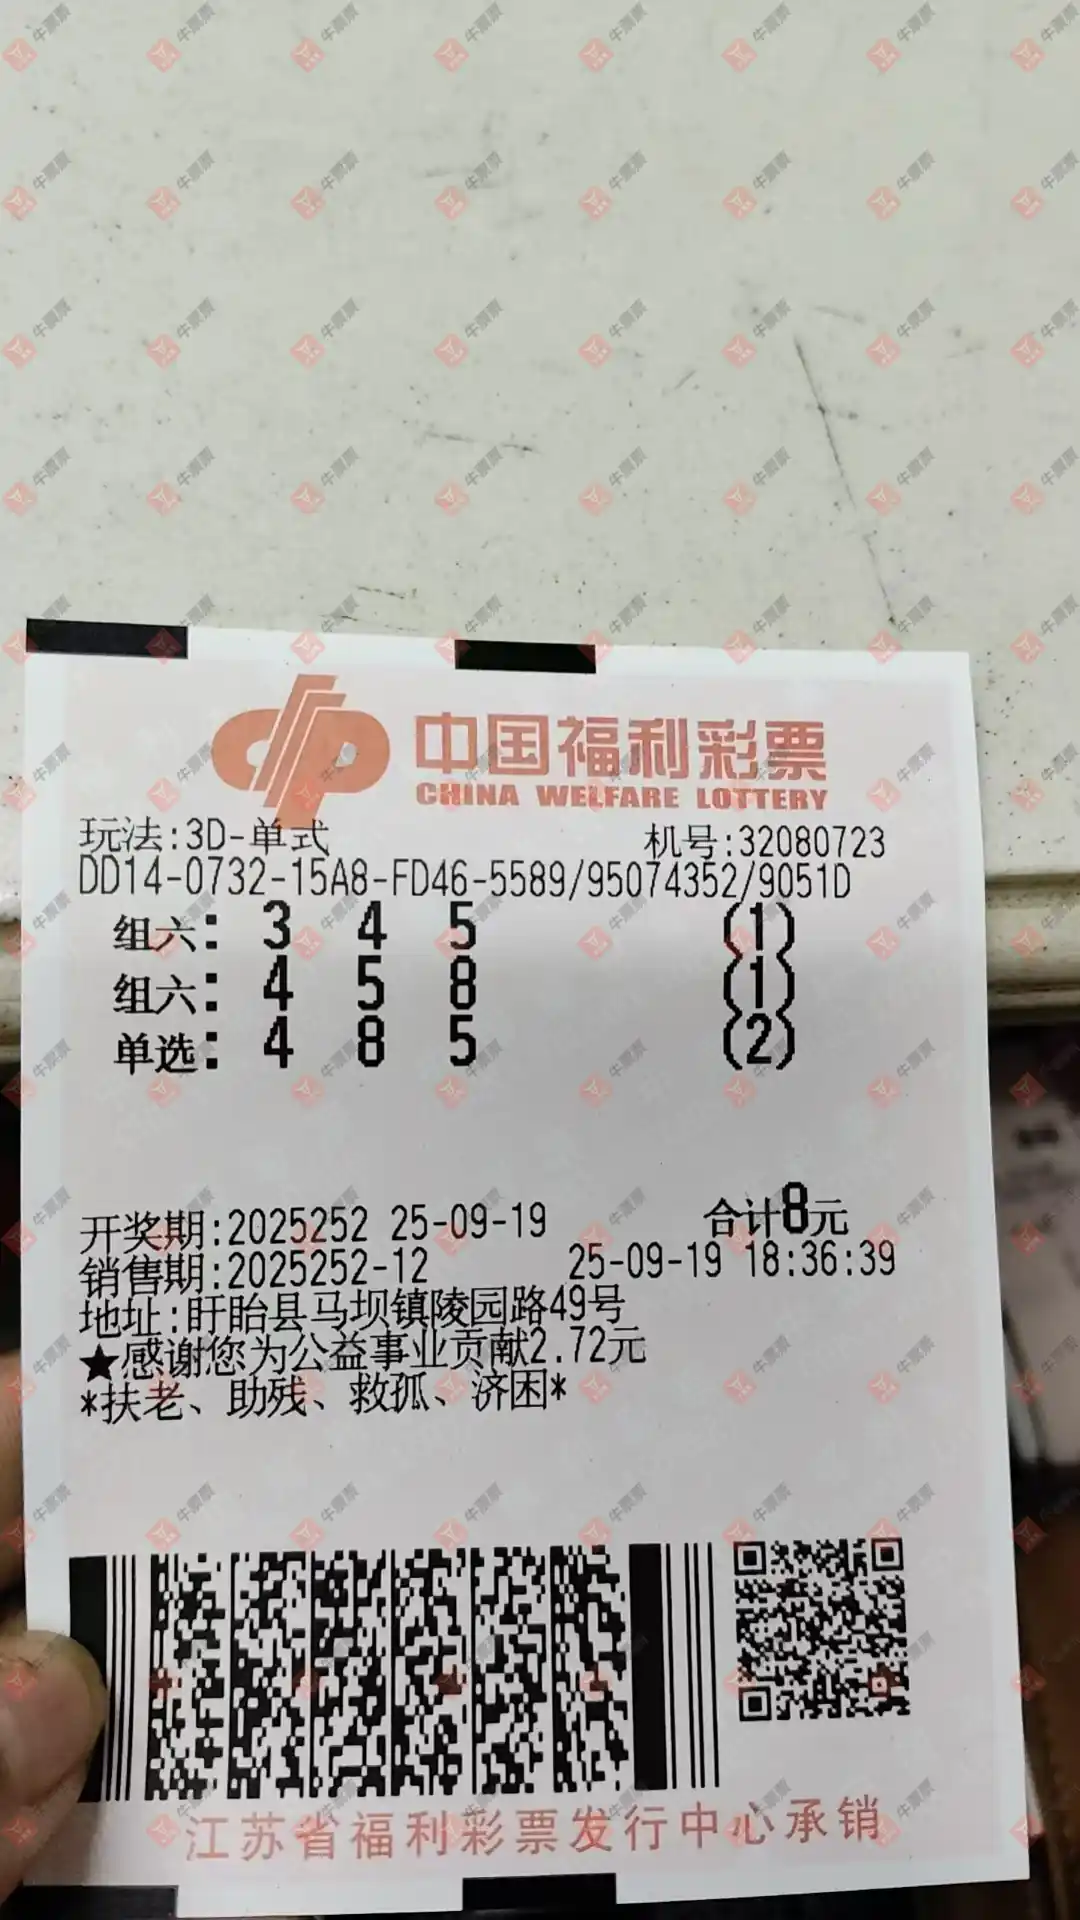 中国福利彩票
CHINA WELFARE LOTTERY
玩法:3D-单式 机号:32080723
DD14-0732-15A8-FD46-5589/95074352/9051D
组六: 3 4 5 (1)
组六: 4 5 8 (1)
单选: 4 8 5 (2)
开奖期:2025252 25-09-19 合计8元
销售期:2025252-12 25-09-19 18:36:39
地址:盱眙县马坝镇陵园路49号
★感谢您为公益事业贡献2.72元
*扶老、助残、救孤、济困*
江苏省福利彩票发行中心承销
牛票票